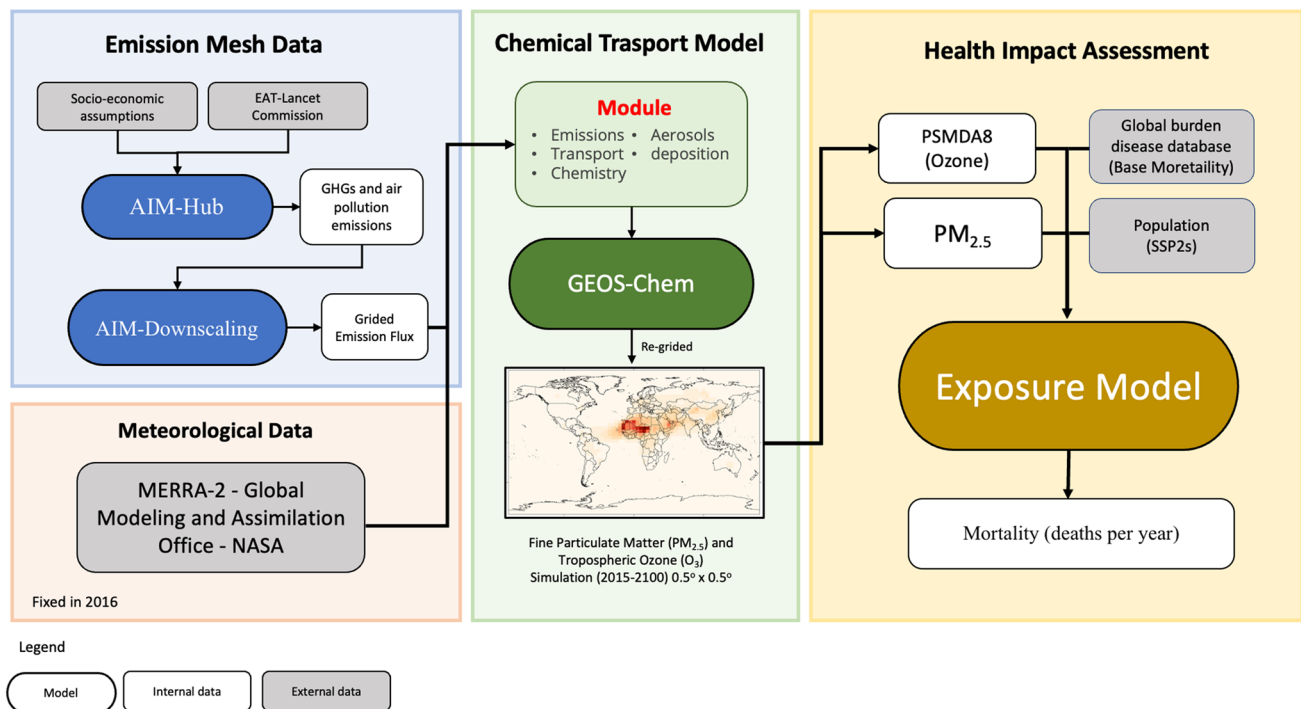 Emission Mesh Data
Socio-economic
assumptions
EAT-Lancet
Commission
AIM-Hub
GHGs and air
pollution
emissions
AIM-Downscaling
Grided
Emission Flux
Meteorological Data
MERRA-2 - Global
Modeling and Assimilation
Office - NASA
Fixed in 2016
Chemical Trasport Model
Module
• Emissions • Aerosols
• Transport • deposition
• Chemistry
GEOS-Chem
Re-grided
Fine Particulate Matter (PM₂.₅) and
Tropospheric Ozone (O₃)
Simulation (2015-2100) 0.5° x 0.5°
Health Impact Assessment
PSMDA8
(Ozone)
Global burden
disease database
(Base Moretaility)
PM₂.₅
Population
(SSP2s)
Exposure Model
Mortality (deaths per year)
Legend
Model
Internal data
External data